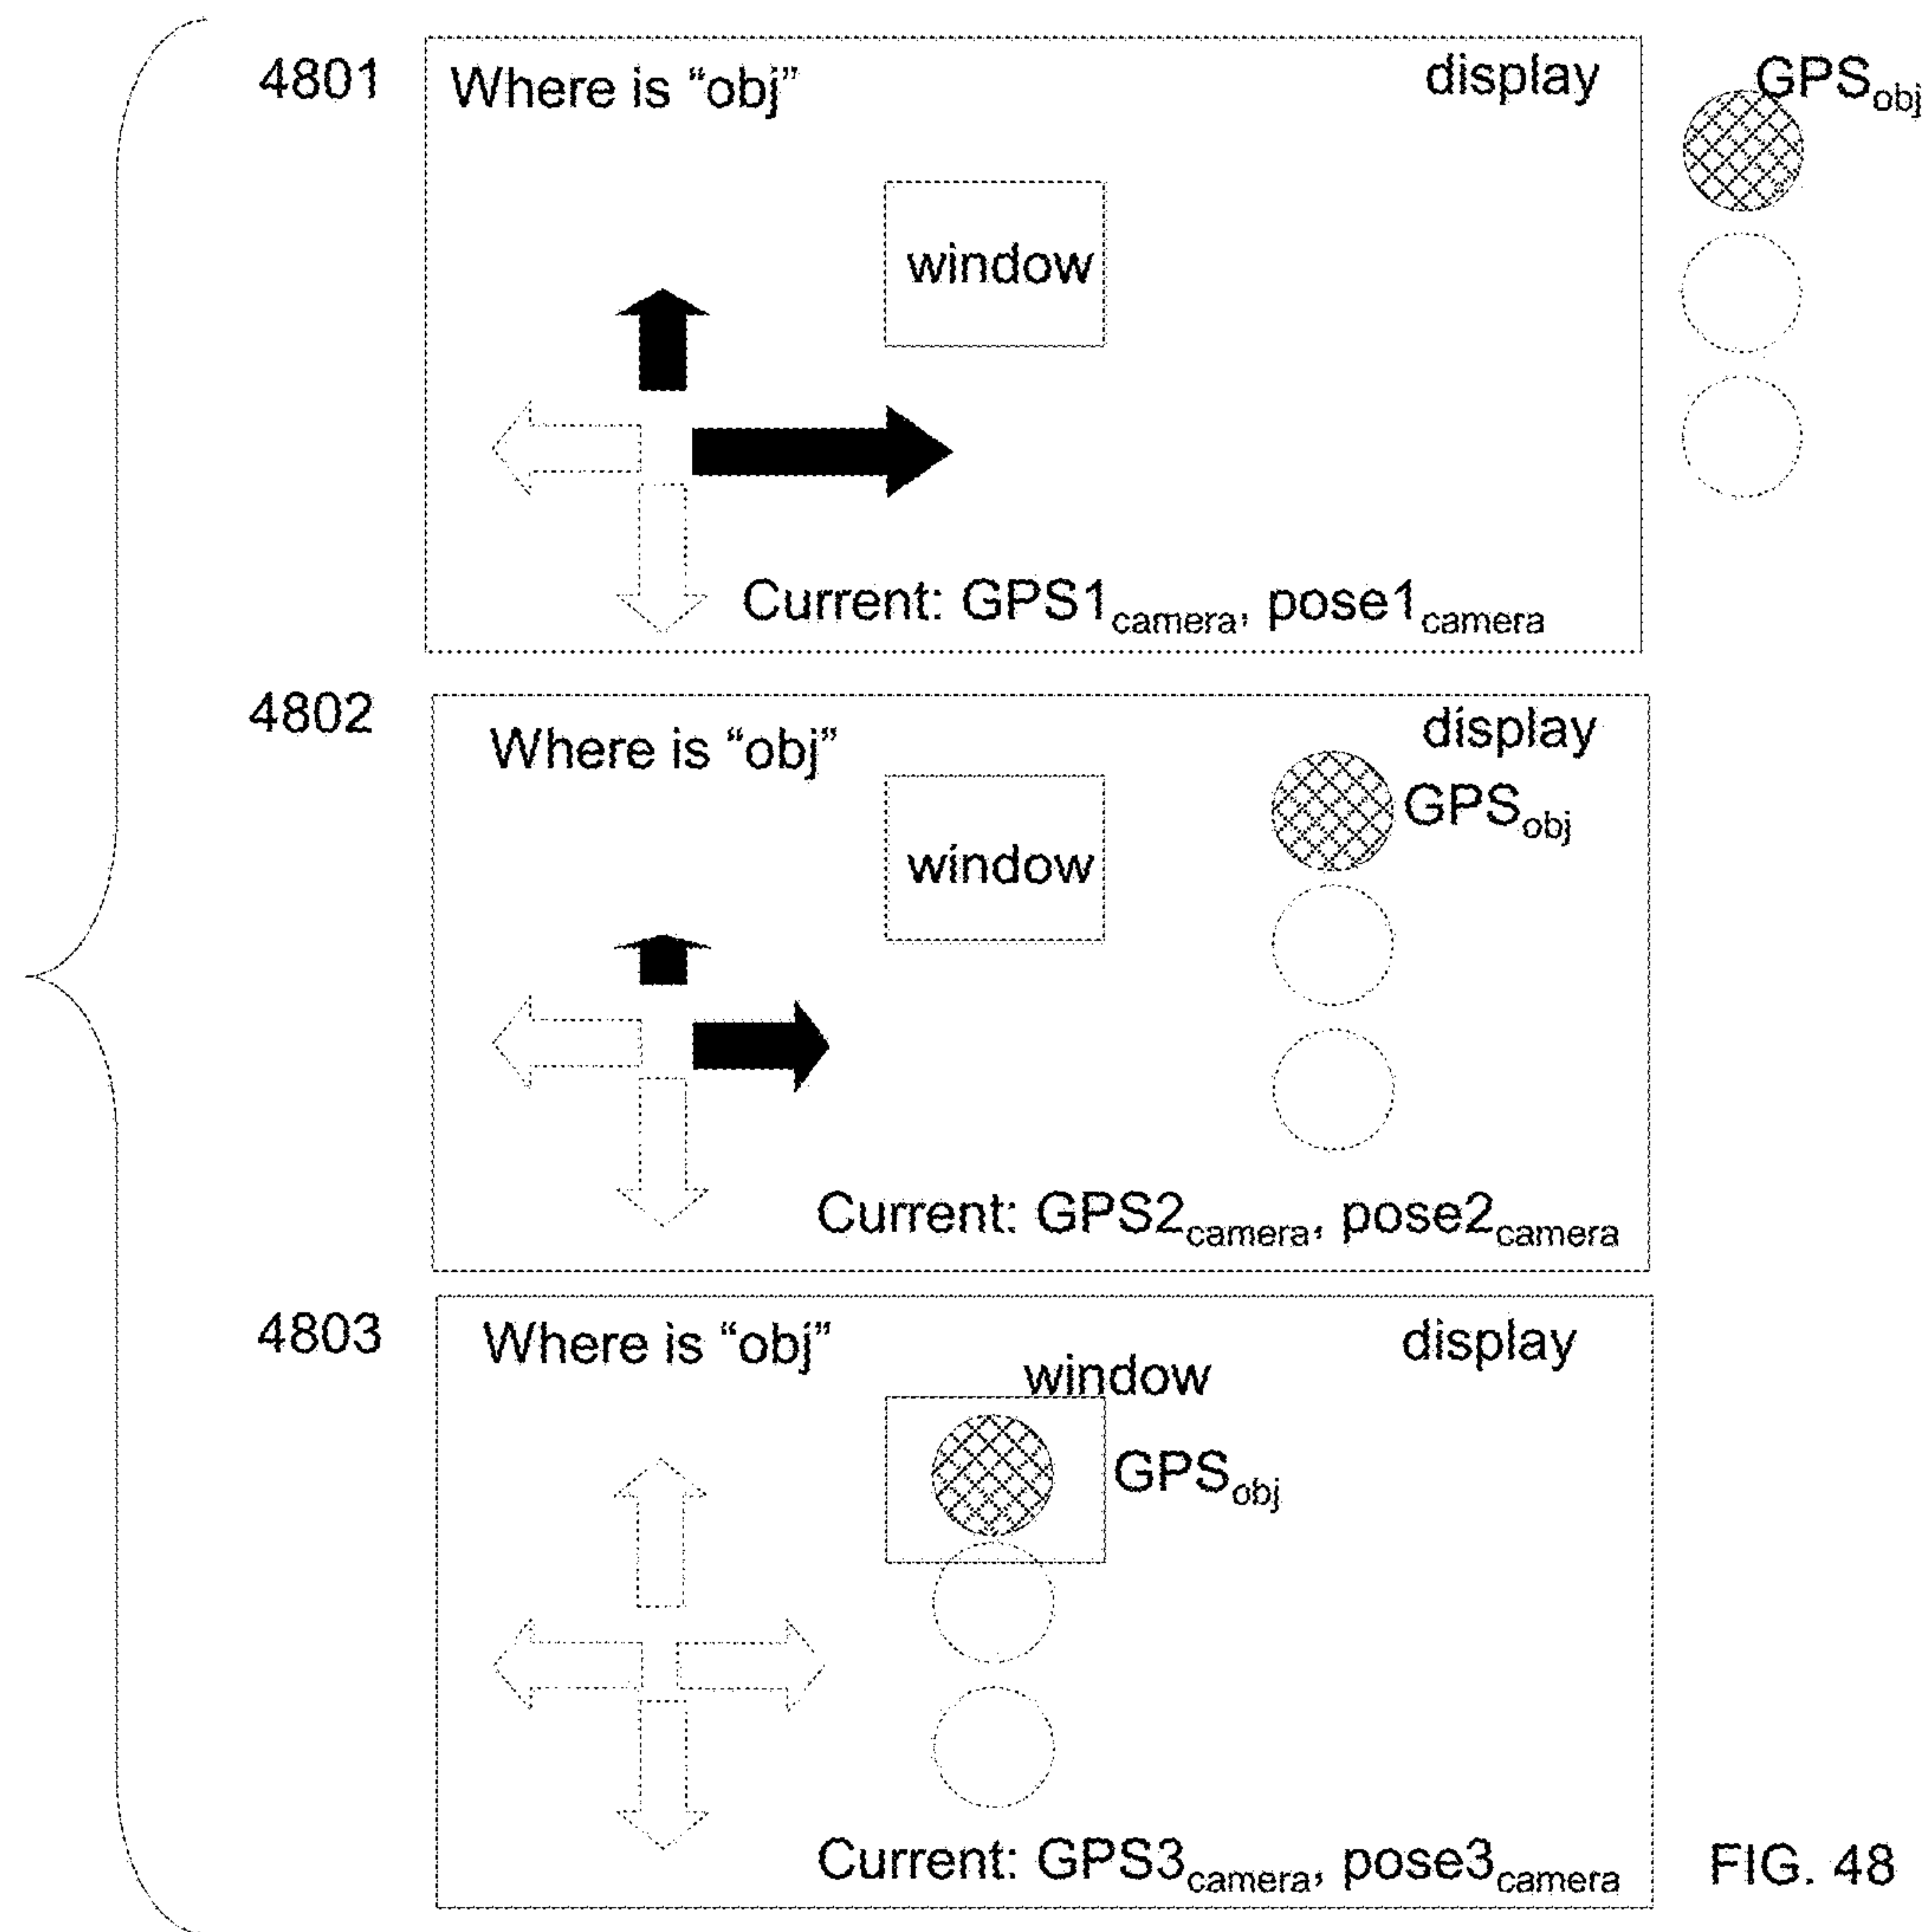 4801
Where is “obj”
display
GPSobj
window
Current: GPS1camera, pose1camera
4802
Where is “obj”
display
GPSobj
window
Current: GPS2camera, pose2camera
4803
Where is “obj”
display
window
GPSobj
Current: GPS3camera, pose3camera
FIG. 48